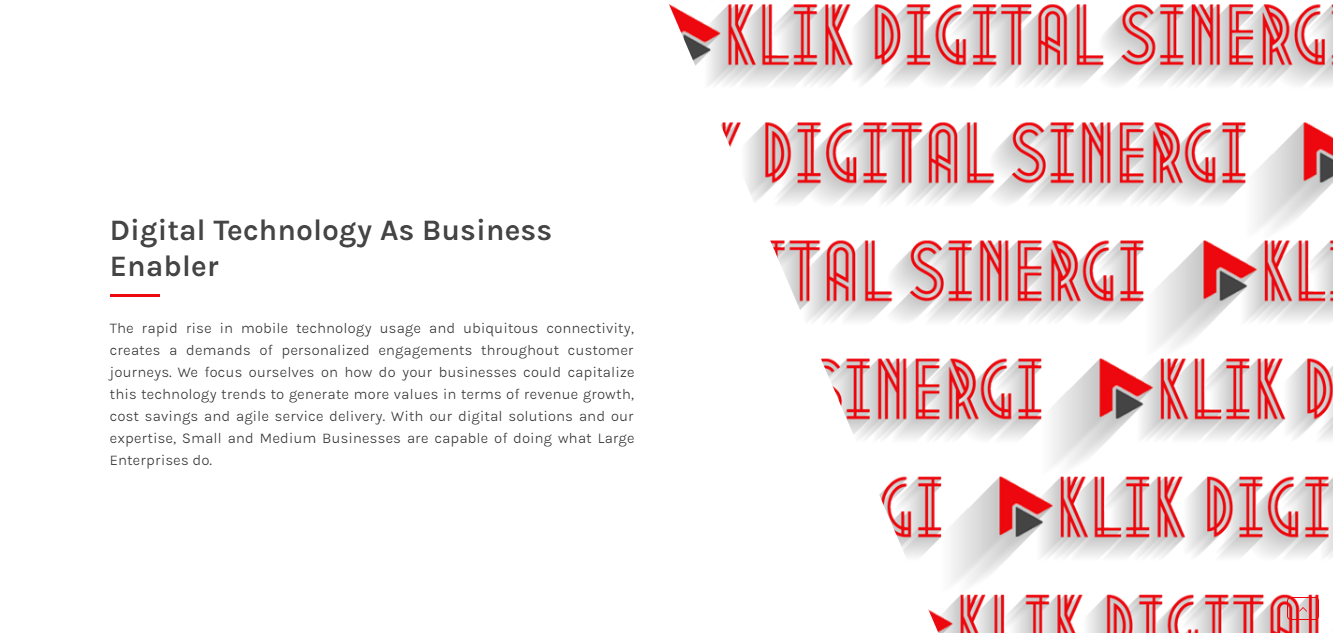 KLIK DIGITAL SINERGI
DIGITAL SINERGI
SINERGI KL
SINERGI KLIK D
GI KLIK DIGI
KLIK DIGITAL
Digital Technology As Business
Enabler
The rapid rise in mobile technology usage and ubiquitous connectivity,
creates a demands of personalized engagements throughout customer
journeys. We focus ourselves on how do your businesses could capitalize
this technology trends to generate more values in terms of revenue growth,
cost savings and agile service delivery. With our digital solutions and our
expertise, Small and Medium Businesses are capable of doing what Large
Enterprises do.